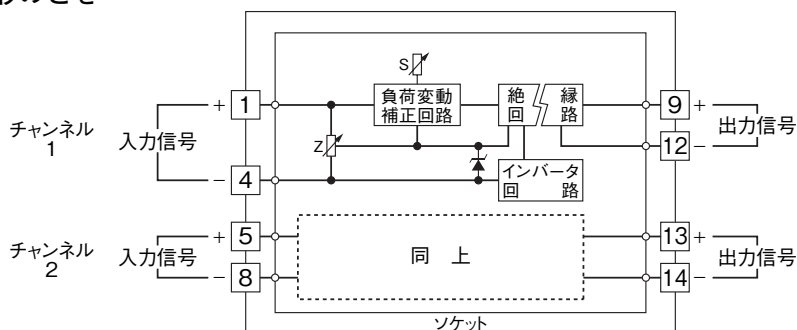 S
負荷変動
補正回路
絶 縁
回 路
+ 1
9 +
チャンネル
1
入力信号
出力信号
Z
12 −
− 4
インバータ
回 路
+ 5
13 +
チャンネル
2
入力信号
同 上
出力信号
− 8
14 −
ソケット